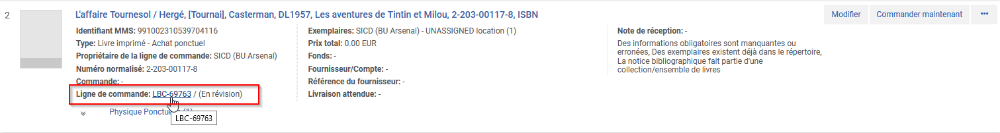 2
L'affaire Tournesol / Hergé, [Tournai], Casterman, DL1957, Les aventures de Tintin et Milou, 2-203-00117-8, ISBN
Modifier
Commander maintenant
•••
Identifiant MMS: 991002310539704116
Type: Livre imprimé - Achat ponctuel
Propriétaire de la ligne de commande: SICD (BU Arsenal)
Numéro normalisé: 2-203-00117-8
Commande: -
Ligne de commande: LBC-69763 / (En révision)
Physique Ponctue (1)
LBC-69763
Exemplaires: SICD (BU Arsenal) - UNASSIGNED location (1)
Prix total: 0.00 EUR
Fonds: -
Fournisseur/Compte: -
Référence du fournisseur: -
Livraison attendue: -
Note de réception: -
Des informations obligatoires sont manquantes ou
erronées, Des exemplaires existent déjà dans le répertoire,
La notice bibliographique fait partie d'une
collection/ensemble de livres